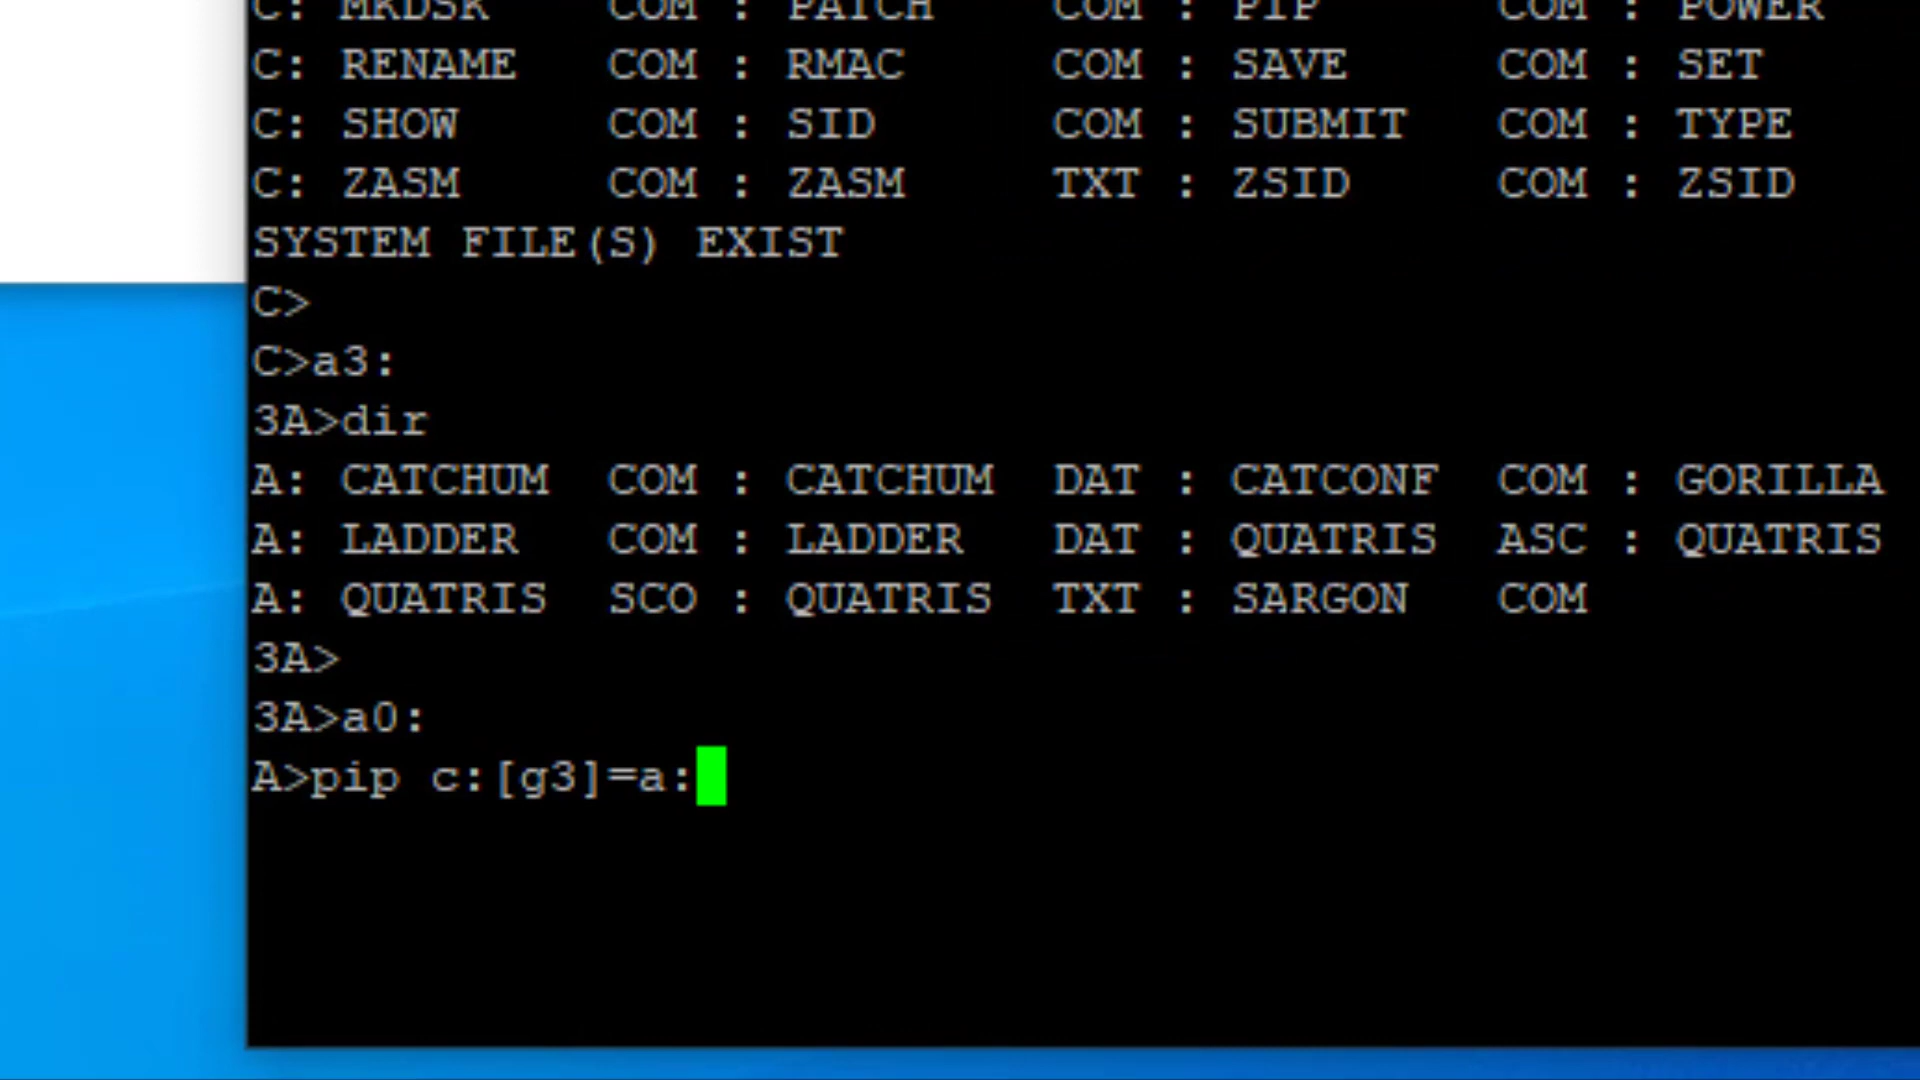 C: MKDSK COM : PATCH COM : PIP COM : POWER
C: RENAME COM : RMAC COM : SAVE COM : SET
C: SHOW COM : SID COM : SUBMIT COM : TYPE
C: ZASM COM : ZASM TXT : ZSID COM : ZSID
SYSTEM FILE(S) EXIST
C>
C>a3:
3A>dir
A: CATCHUM COM : CATCHUM DAT : CATCONF COM : GORILLA
A: LADDER COM : LADDER DAT : QUATRIS ASC : QUATRIS
A: QUATRIS SCO : QUATRIS TXT : SARGON COM
3A>
3A>a0:
A>pip c:[g3]=a: